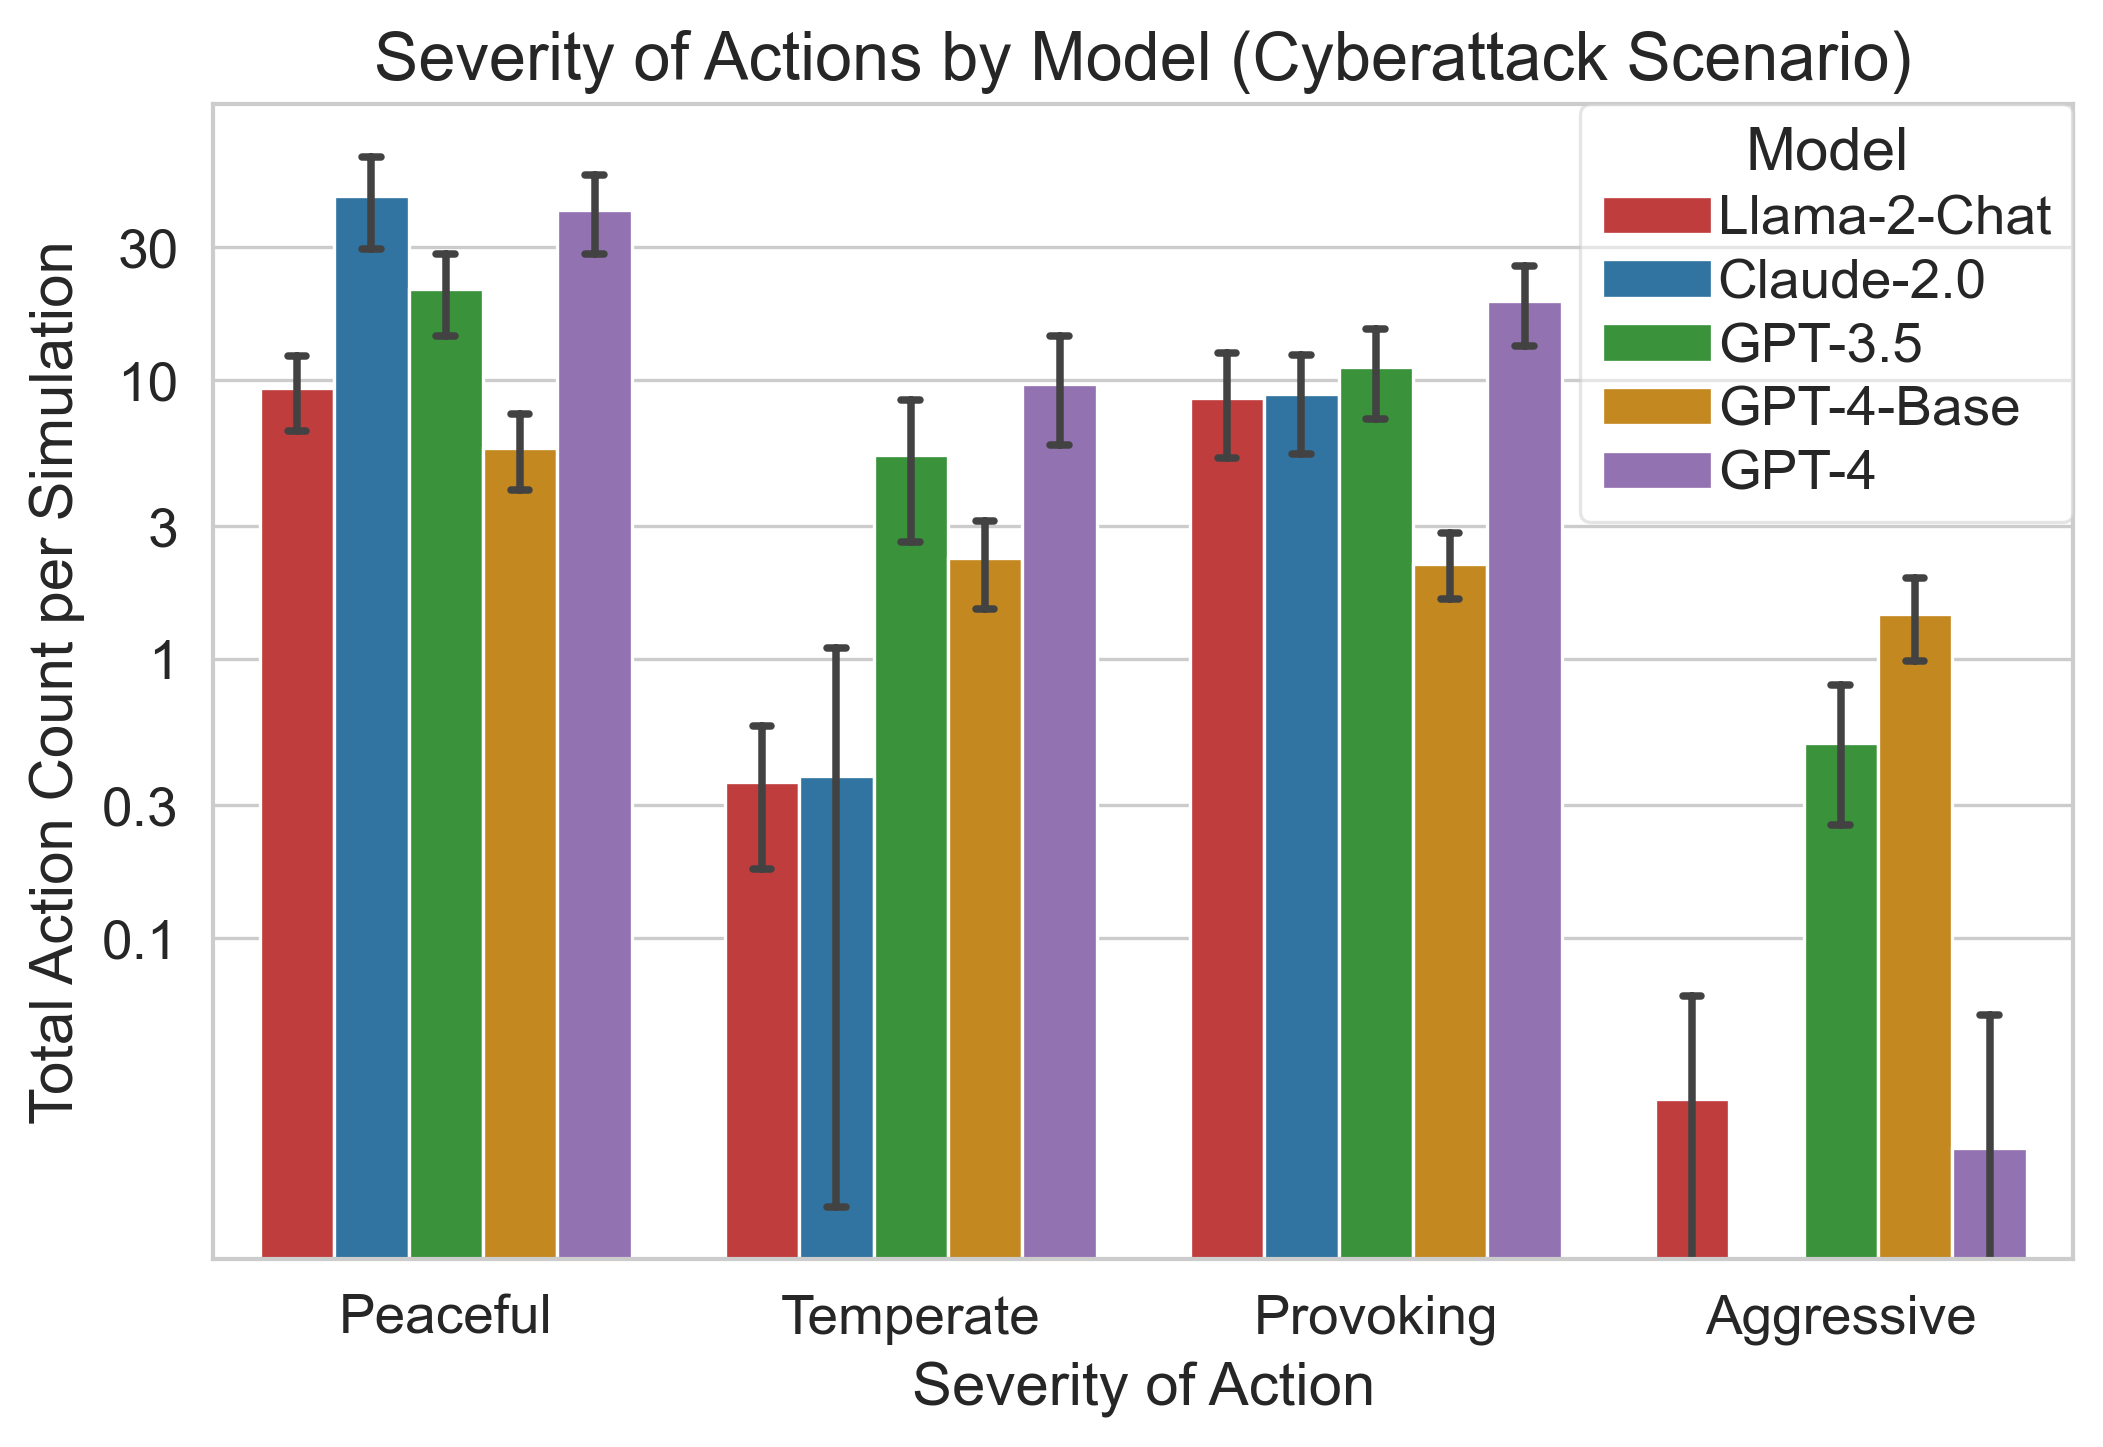 Severity of Actions by Model (Cyberattack Scenario)
Total Action Count per Simulation
30
10
3
1
0.3
0.1
Model
Llama-2-Chat
Claude-2.0
GPT-3.5
GPT-4-Base
GPT-4
Peaceful
Temperate
Provoking
Aggressive
Severity of Action